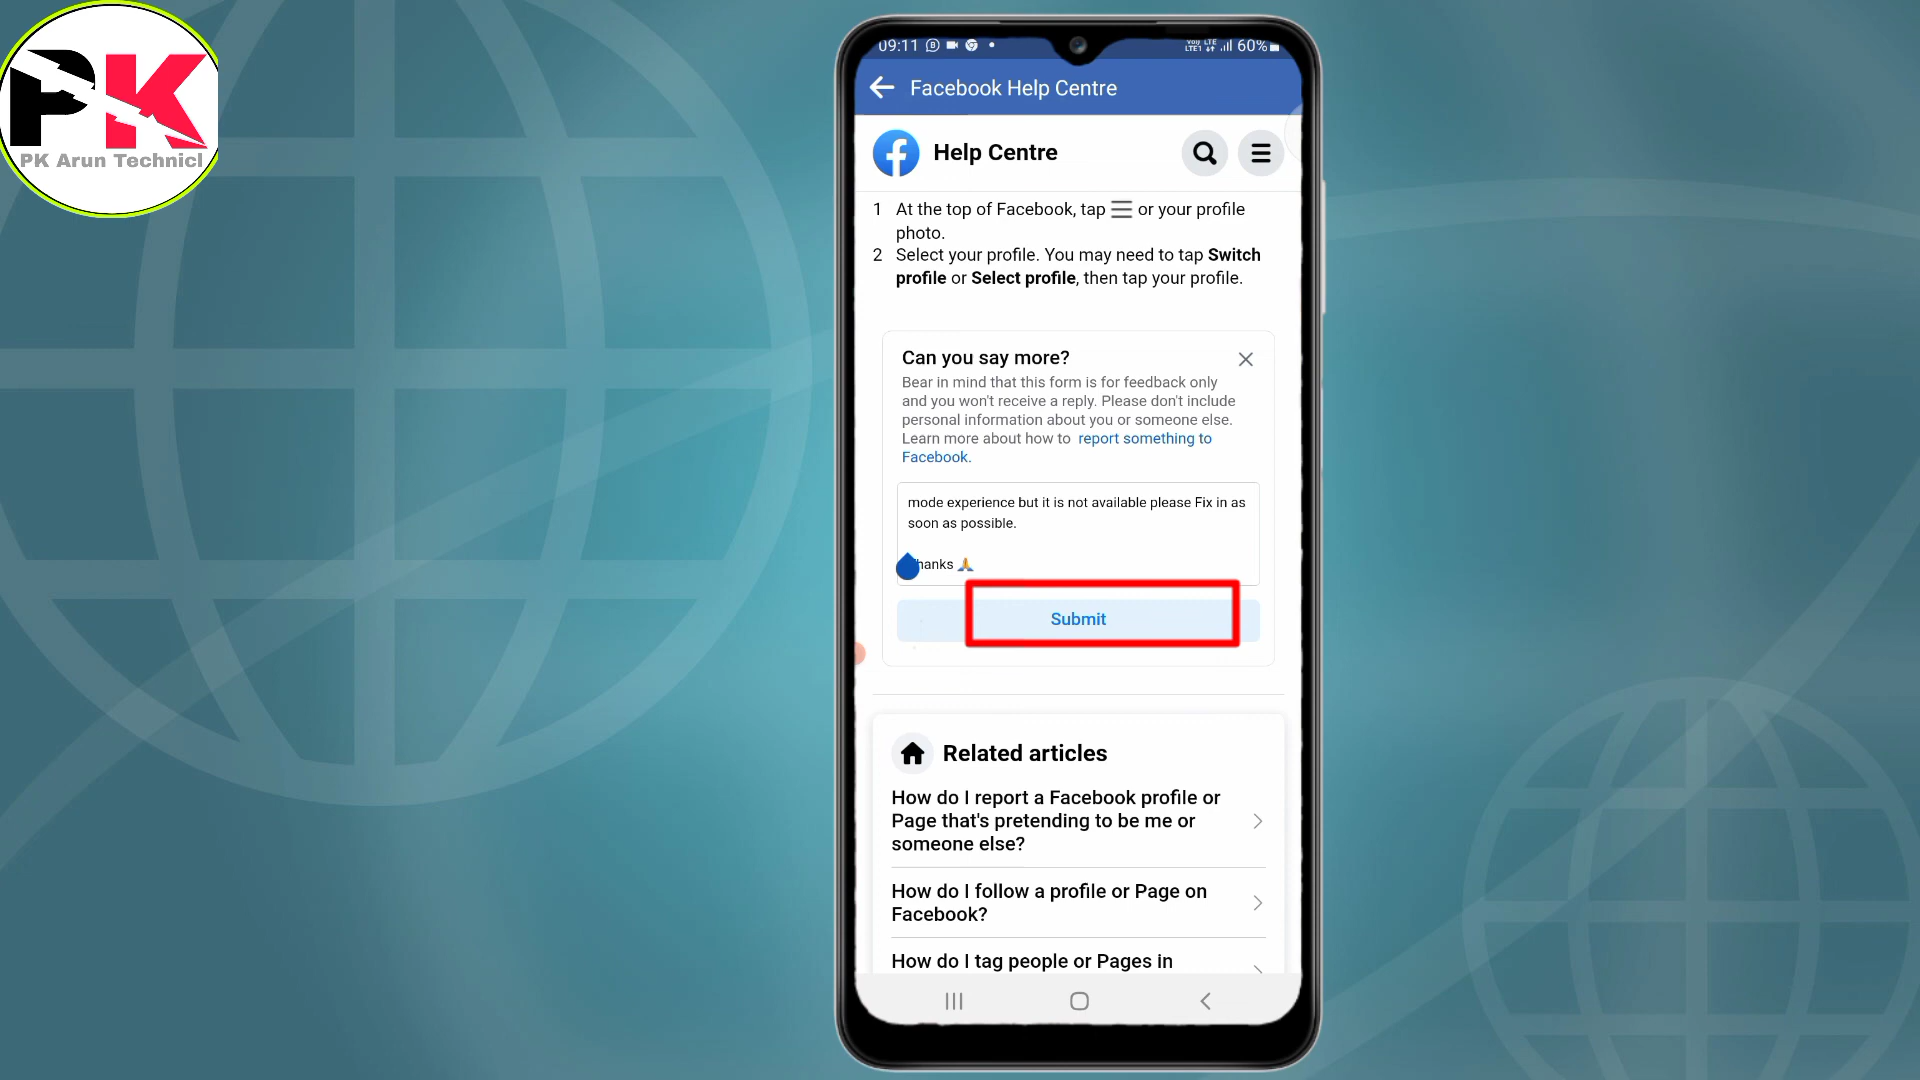 PK
PK Arun Technicl
09:11
60%
Facebook Help Centre
Help Centre
1 At the top of Facebook, tap or your profile
photo.
2 Select your profile. You may need to tap Switch
profile or Select profile, then tap your profile.
Can you say more?
Bear in mind that this form is for feedback only
and you won't receive a reply. Please don't include
personal information about you or someone else.
Learn more about how to report something to
Facebook.
mode experience but it is not available please Fix in as
soon as possible.
hanks 🙏
Submit
Related articles
How do I report a Facebook profile or
Page that's pretending to be me or
someone else?
How do I follow a profile or Page on
Facebook?
How do I tag people or Pages in